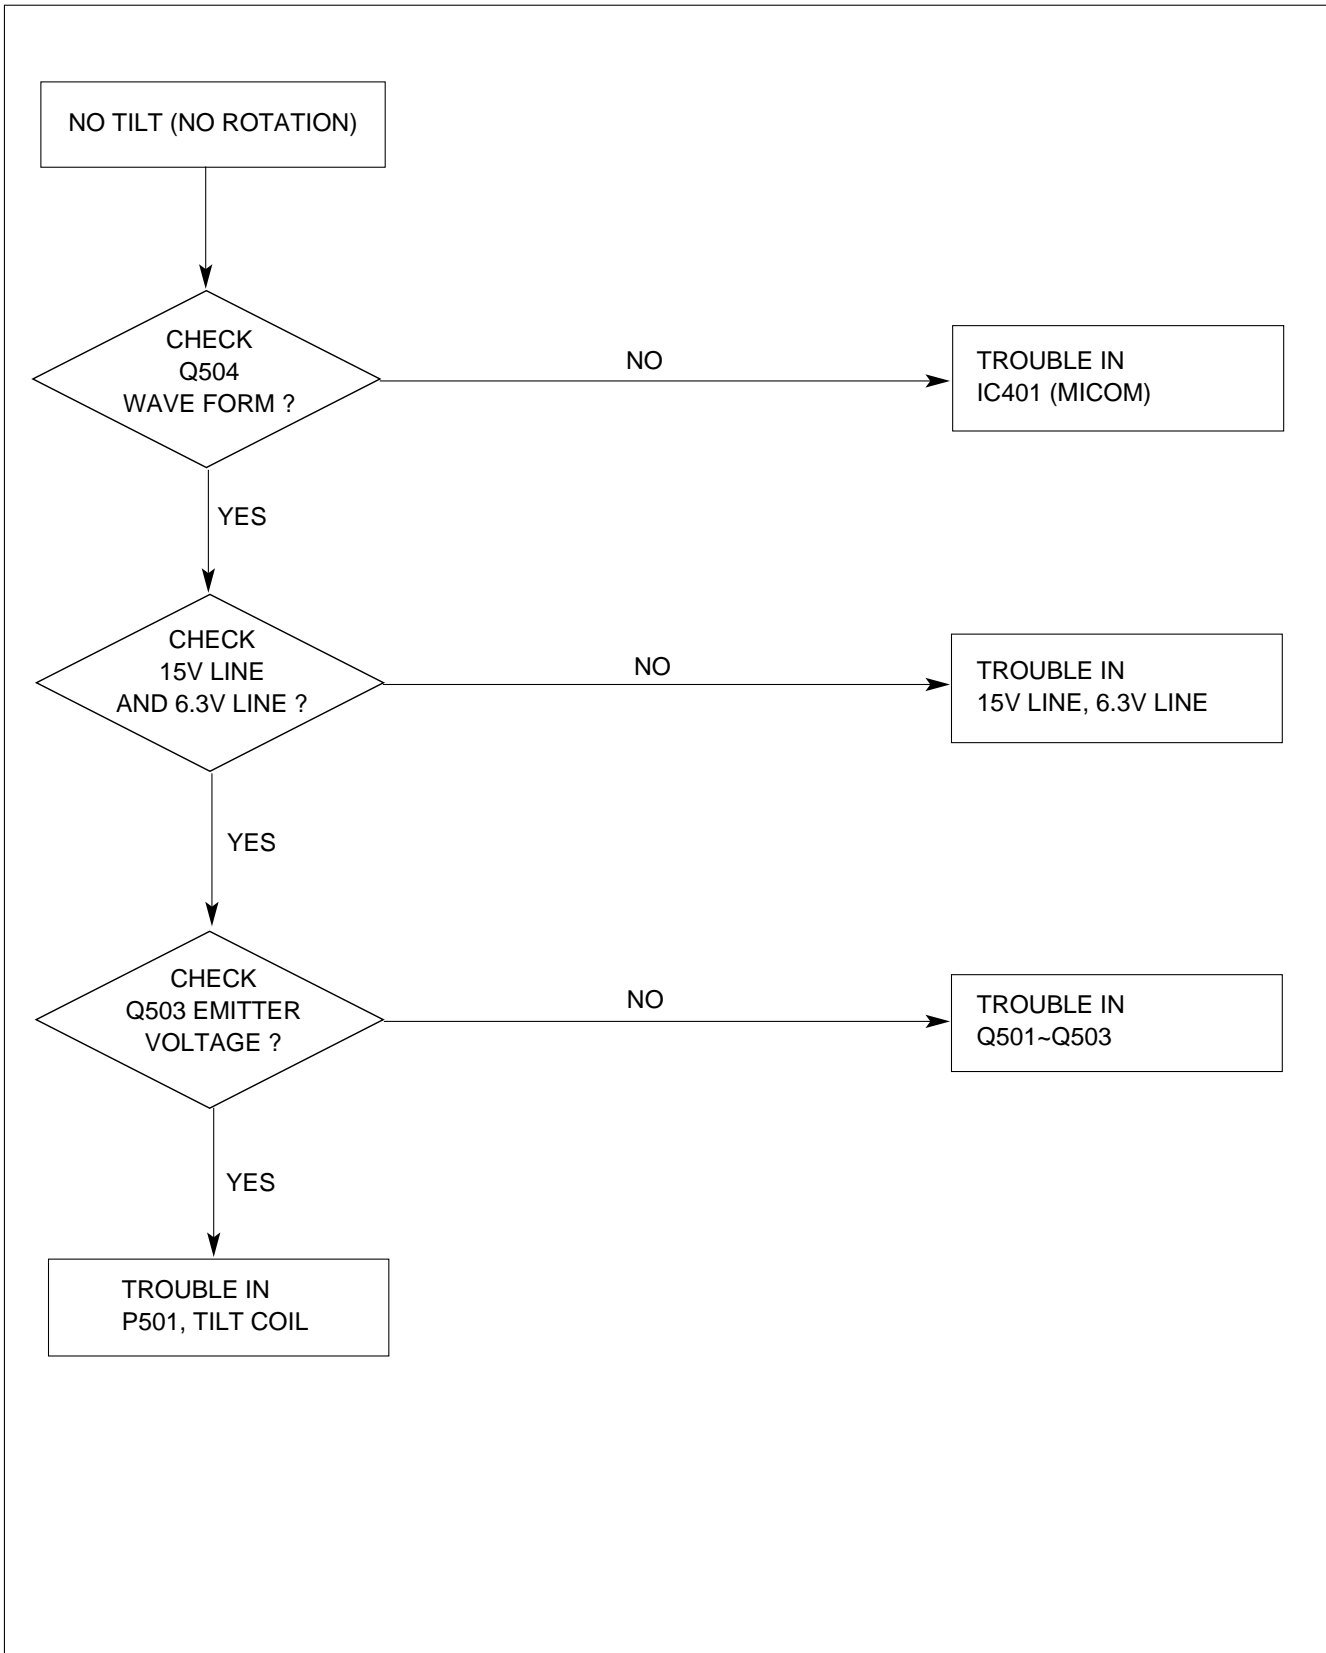 NO TILT (NO ROTATION)
CHECK
Q504
WAVE FORM ?
NO
TROUBLE IN
IC401 (MICOM)
YES
CHECK
15V LINE
AND 6.3V LINE ?
NO
TROUBLE IN
15V LINE, 6.3V LINE
YES
CHECK
Q503 EMITTER
VOLTAGE ?
NO
TROUBLE IN
Q501~Q503
YES
TROUBLE IN
P501, TILT COIL